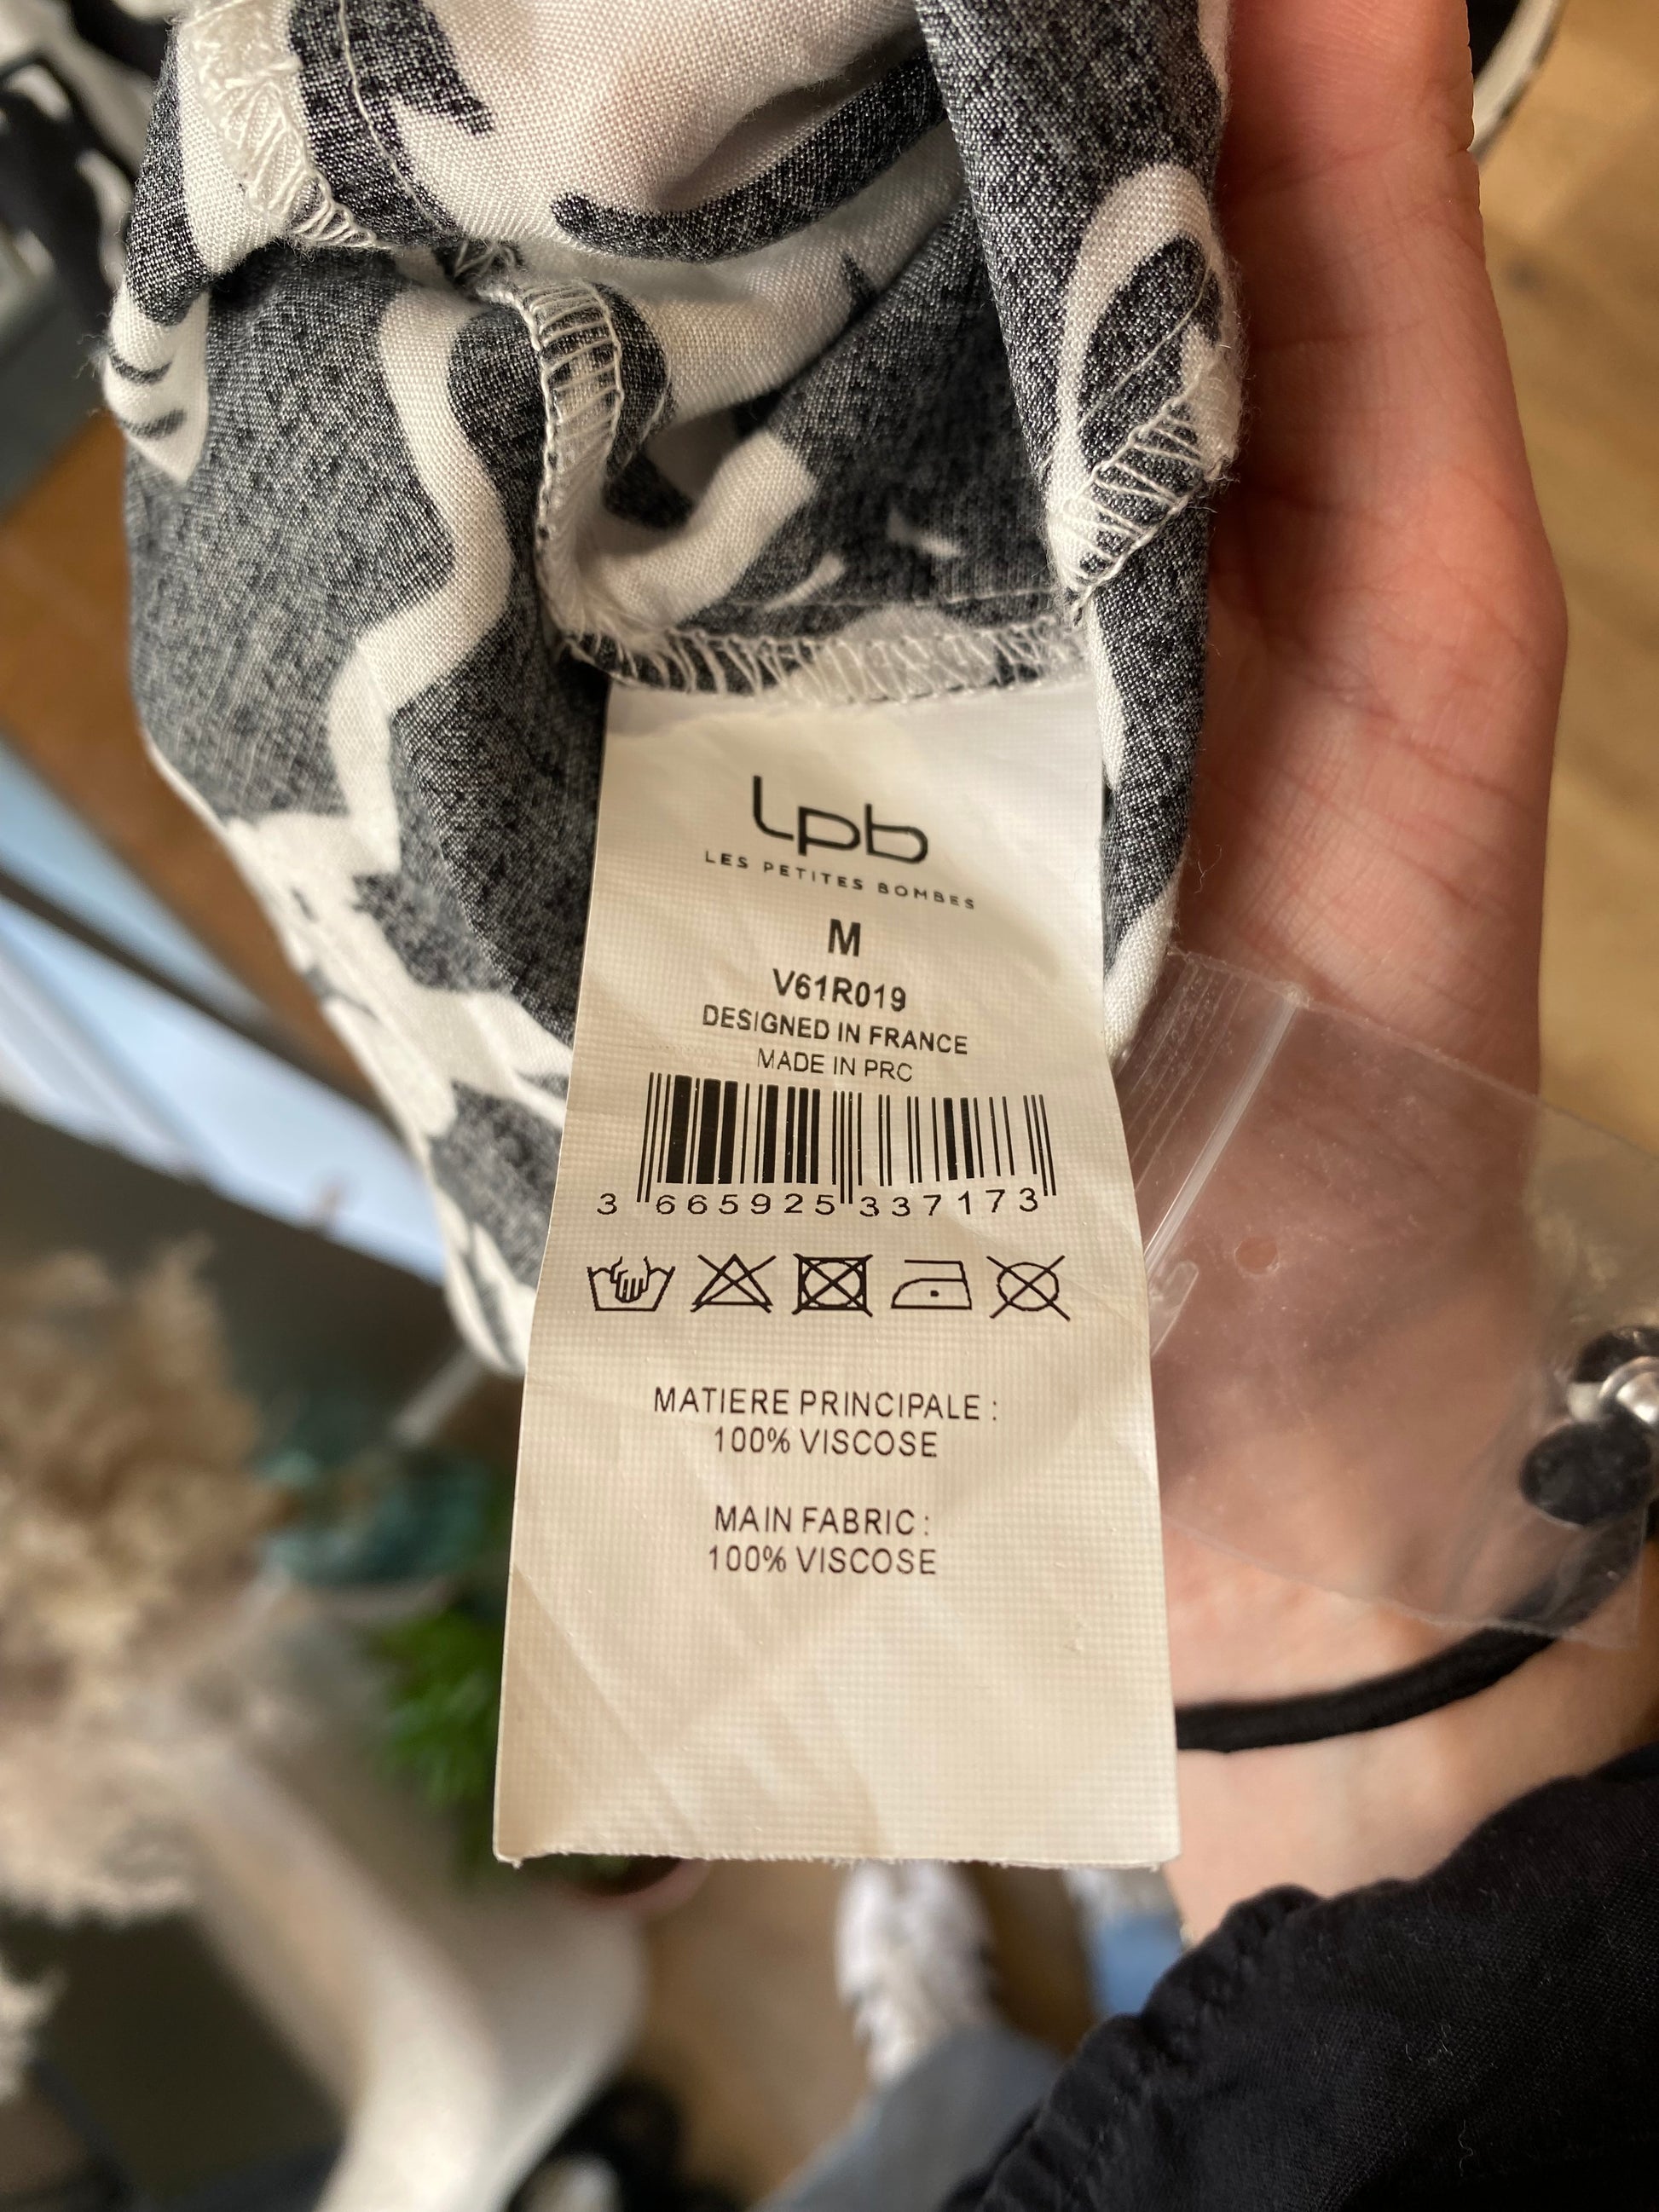 lpb
LES PETITES BOMBES
M
V61R019
DESIGNED IN FRANCE
MADE IN PRC
3 665925 337173
MATIERE PRINCIPALE :
100% VISCOSE
MAIN FABRIC :
100% VISCOSE